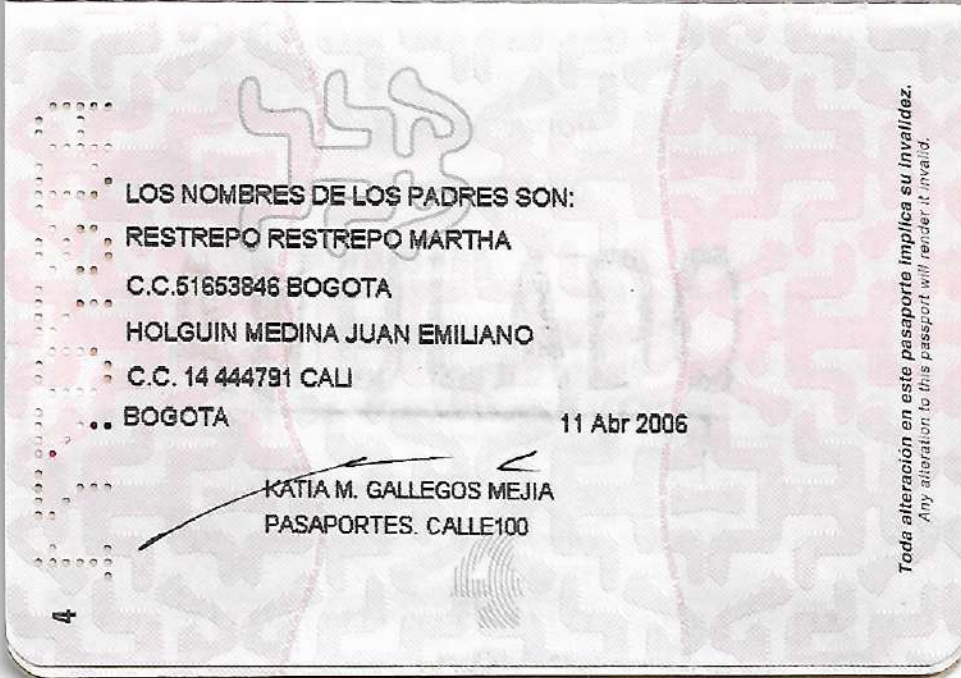 LOS NOMBRES DE LOS PADRES SON:
RESTREPO RESTREPO MARTHA
C.C.51653846 BOGOTA
HOLGUIN MEDINA JUAN EMILIANO
C.C. 14 444791 CALI
BOGOTA 11 Abr 2006
KATIA M. GALLEGOS MEJIA
PASAPORTES. CALLE100
4
Toda alteración en este pasaporte implica su invalidez.
Any alteration to this passport will render it invalid.